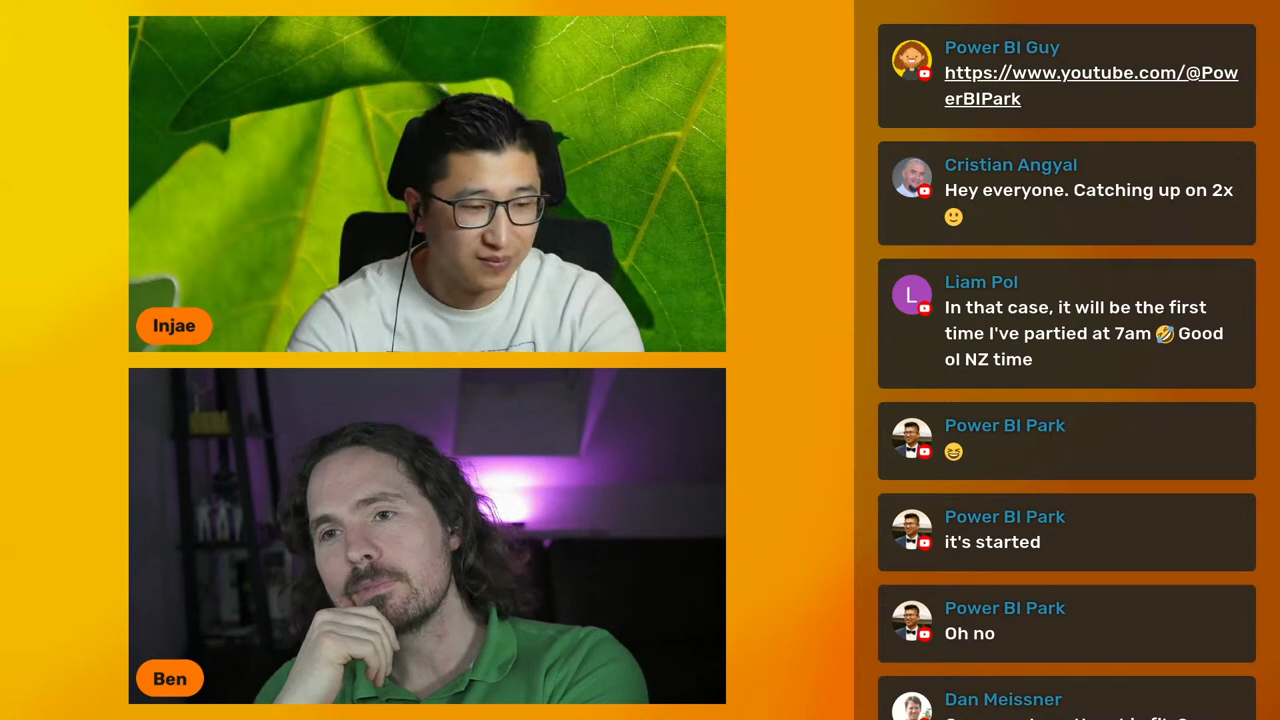 Injae
Ben
Power BI Guy
https://www.youtube.com/@Pow
erBIPark
Cristian Angyal
Hey everyone. Catching up on 2x
🙂
L
Liam Pol
In that case, it will be the first
time I've partied at 7am 🤣 Good
ol NZ time
Power BI Park
😆
Power BI Park
it's started
Power BI Park
Oh no
Dan Meissner